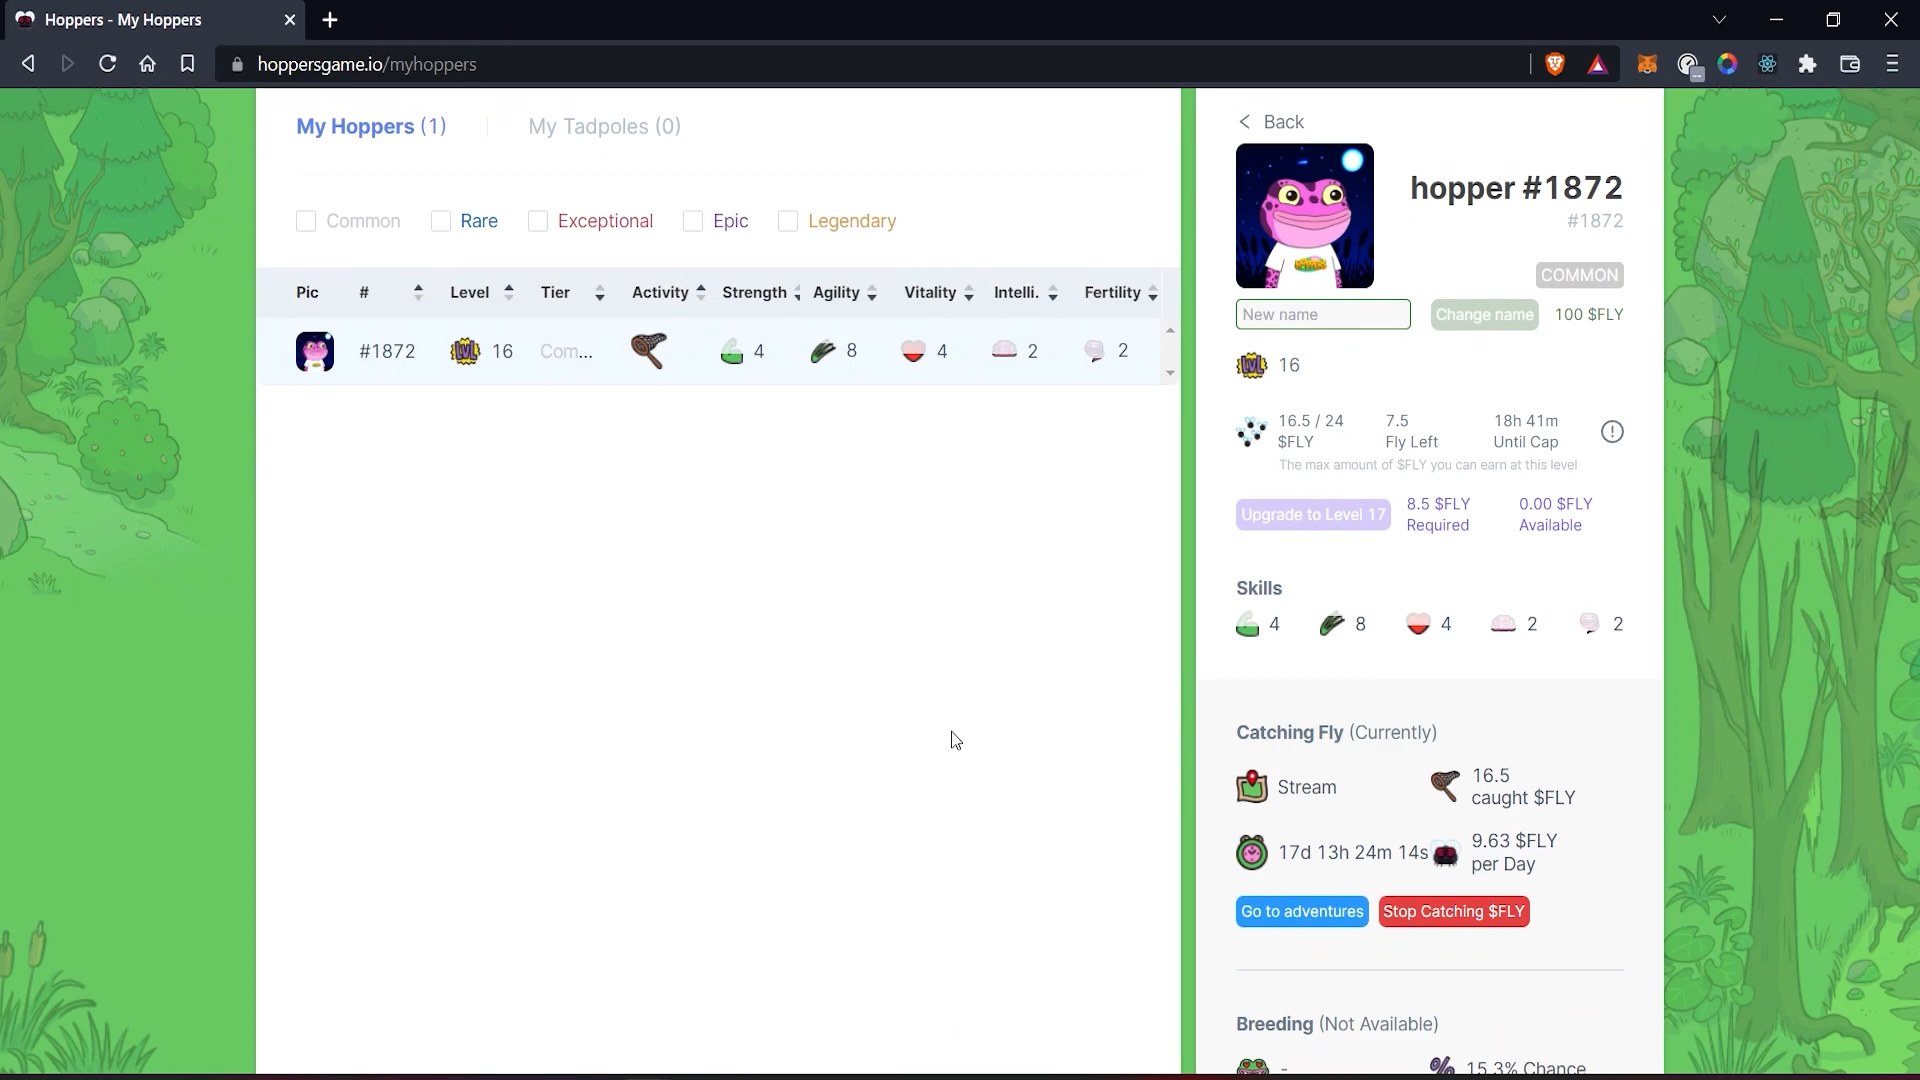 Hoppers - My Hoppers
hoppersgame.io/myhoppers
My Hoppers (1)
My Tadpoles (0)
Common
Rare
Exceptional
Epic
Legendary
Pic # Level Tier Activity Strength Agility Vitality Intelli. Fertility
#1872 LVL 16 Com... 4 8 4 2 2
< Back
hopper #1872
#1872
COMMON
New name
Change name
100 $FLY
LVL 16
16.5 / 24
$FLY
7.5
Fly Left
18h 41m
Until Cap
The max amount of $FLY you can earn at this level
Upgrade to Level 17
8.5 $FLY
Required
0.00 $FLY
Available
Skills
4 8 4 2 2
Catching Fly (Currently)
Stream
16.5
caught $FLY
17d 13h 24m 14s
9.63 $FLY
per Day
Go to adventures
Stop Catching $FLY
Breeding (Not Available)
-
15.3% Chance